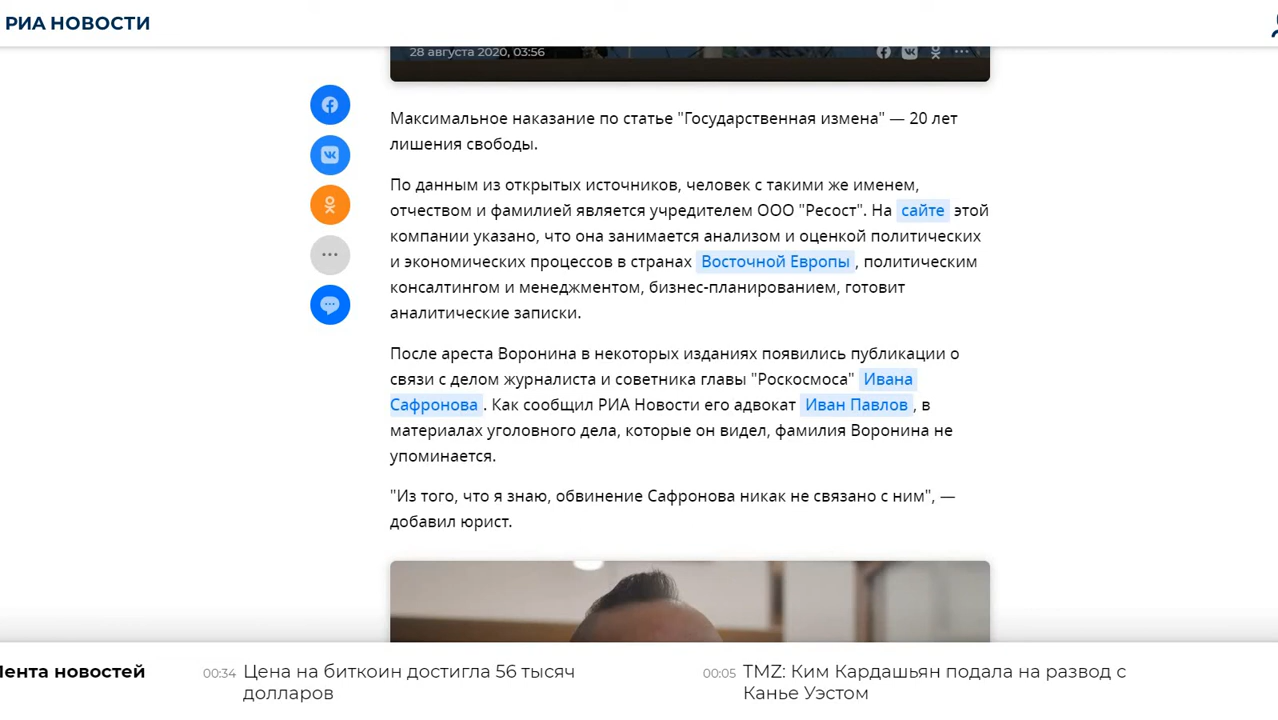 РИА НОВОСТИ
28 августа 2020, 03:56
Максимальное наказание по статье "Государственная измена" — 20 лет
лишения свободы.
По данным из открытых источников, человек с такими же именем,
отчеством и фамилией является учредителем ООО "Ресост". На сайте этой
компании указано, что она занимается анализом и оценкой политических
и экономических процессов в странах Восточной Европы , политическим
консалтингом и менеджментом, бизнес-планированием, готовит
аналитические записки.
После ареста Воронина в некоторых изданиях появились публикации о
связи с делом журналиста и советника главы "Роскосмоса" Ивана
Сафронова . Как сообщил РИА Новости его адвокат Иван Павлов , в
материалах уголовного дела, которые он видел, фамилия Воронина не
упоминается.
"Из того, что я знаю, обвинение Сафронова никак не связано с ним", —
добавил юрист.
Лента новостей
00:34 Цена на биткоин достигла 56 тысяч
долларов
00:05 TMZ: Ким Кардашьян подала на развод с
Канье Уэстом